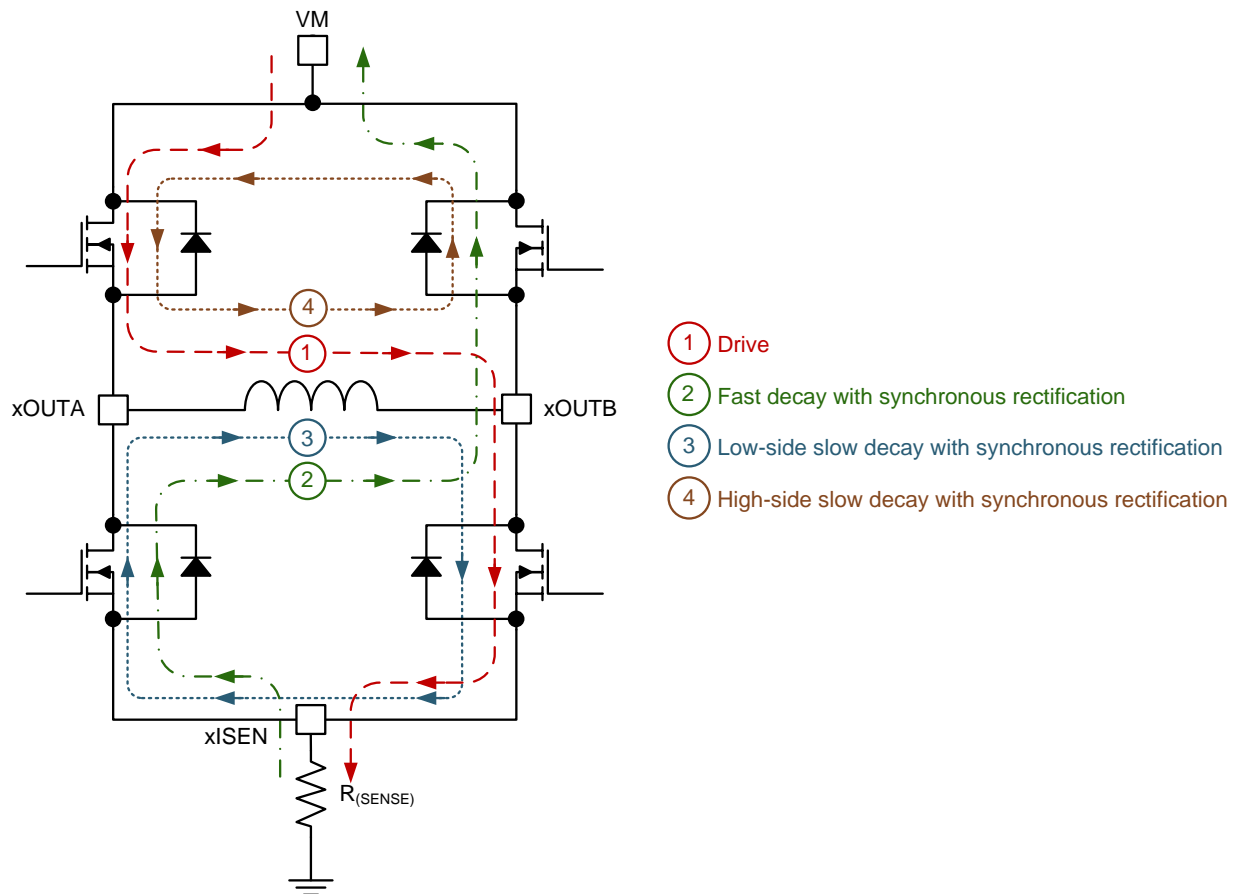 VM
4
1
xOUTA
xOUTB
3
2
xISEN
R(SENSE)
1 Drive
2 Fast decay with synchronous rectification
3 Low-side slow decay with synchronous rectification
4 High-side slow decay with synchronous rectification